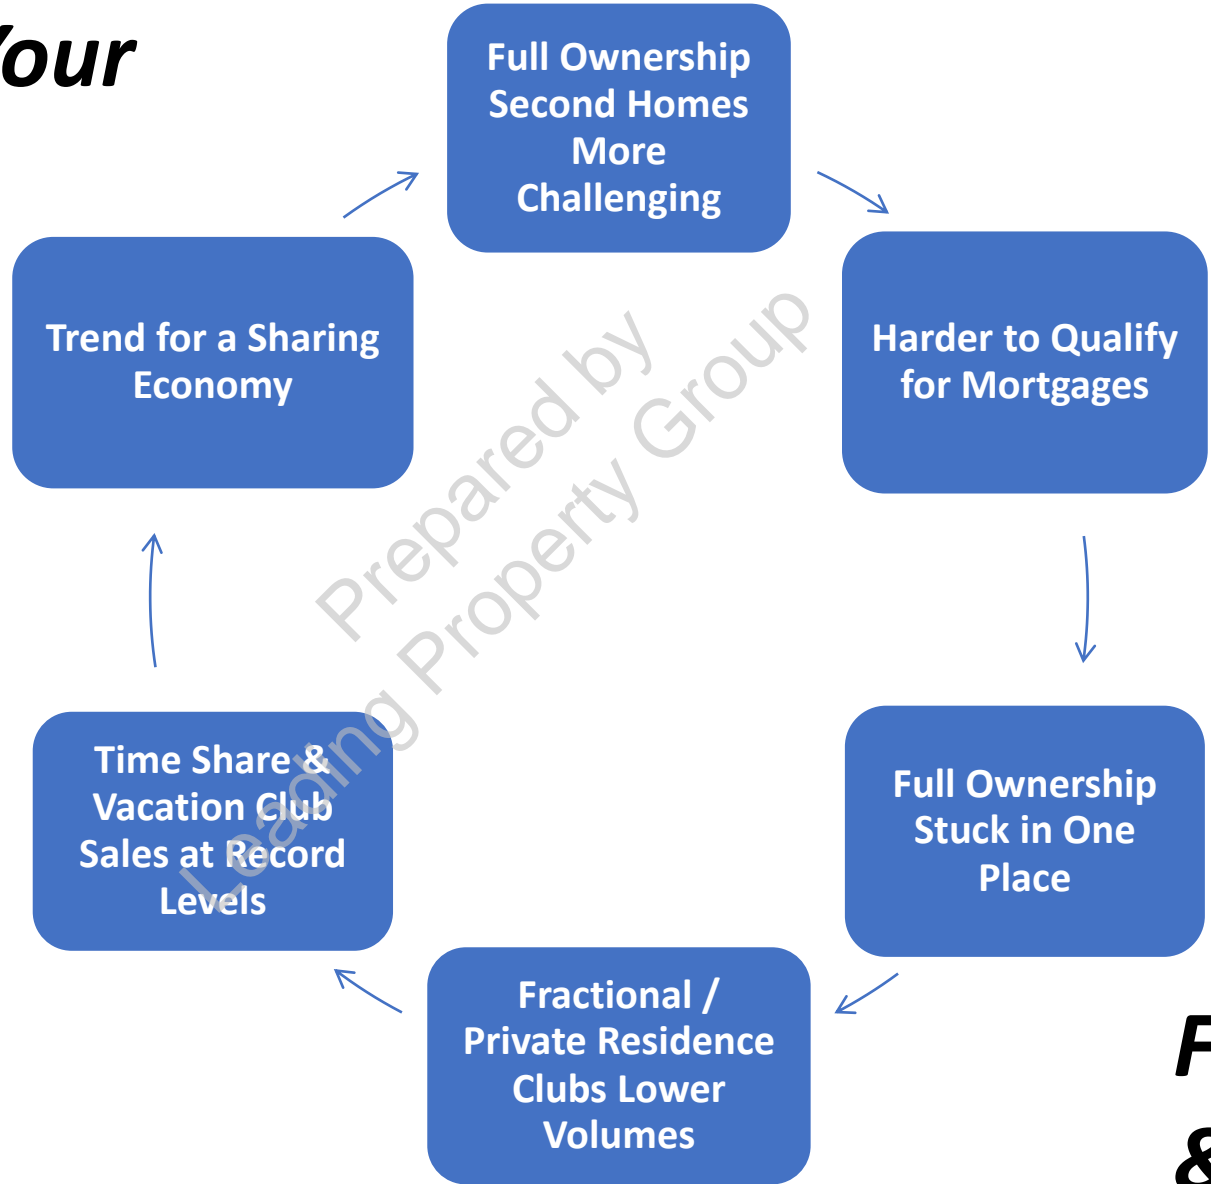 Your
Full Ownership
Second Homes
More
Challenging
Harder to Qualify
for Mortgages
Full Ownership
Stuck in One
Place
Fractional /
Private Residence
Clubs Lower
Volumes
Time Share &
Vacation Club
Sales at Record
Levels
Trend for a Sharing
Economy
Prepared by
Leading Property Group
F
&